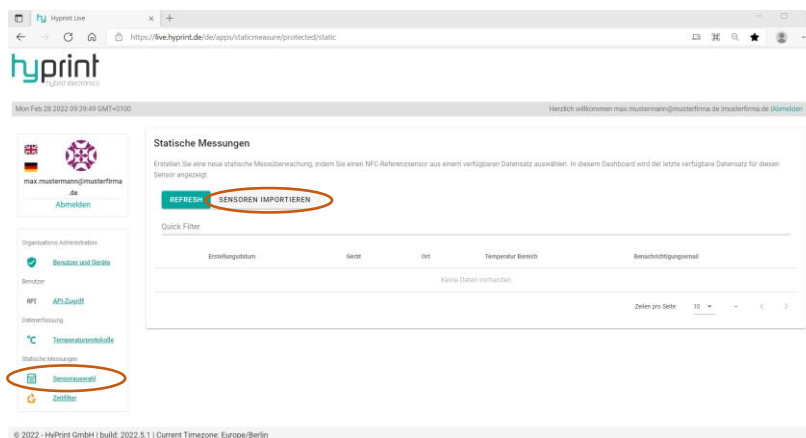 Hyprint Live
https://live.hyprint.de/de/apps/staticmeasure/protected/static
hyprint
hybrid electronics
Mon Feb 28 2022 09:39:49 GMT+0100
Herzlich willkommen max.mustermann@musterfirma.de |musterfirma.de |Abmelden
max.mustermann@musterfirma
.de
Abmelden
Organisations Administration
Benutzer und Geräte
Benutzer
API
API-Zugriff
Datenerfassung
°C
Temperaturprotokolle
Statische Messungen
Sensorauswahl
Zeitfilter
Statische Messungen
Erstellen Sie eine neue statische Messüberwachung, indem Sie einen NFC-Referenzsensor aus einem verfügbaren Datensatz auswählen. In diesem Dashboard wird der letzte verfügbare Datensatz für diesen
Sensor angezeigt.
REFRESH SENSOREN IMPORTIEREN
Quick Filter
Erstellungsdatum Gerät Ort Temperatur Bereich Benachrichtigungsemail
Keine Daten vorhanden
Zeilen pro Seite: 10 –
© 2022 - HyPrint GmbH | build: 2022.5.1 | Current Timezone: Europe/Berlin